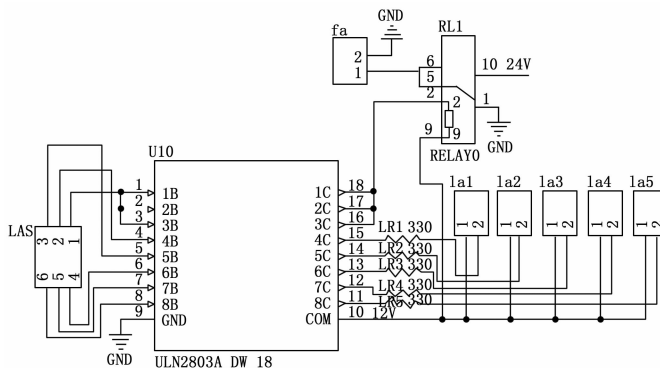 GND
fa
2
1
RL1
6
5
2
10 24V
2
1
9
9
GND
RELAY0
U10
1 1B 1C 18
2 2B 2C 17
3 3B 3C 16
4 4B 4C 15
5 5B 5C 14
6 6B 6C 13
7 7B 7C 12
8 8B 8C 11
9 GND COM 10 12V
GND
ULN2803A DW 18
LAS
3 2 1
6 5 4
LR1 330
LR2 330
LR3 330
LR4 330
LR5 330
la1 la2 la3 la4 la5
1 2 1 2 1 2 1 2 1 2